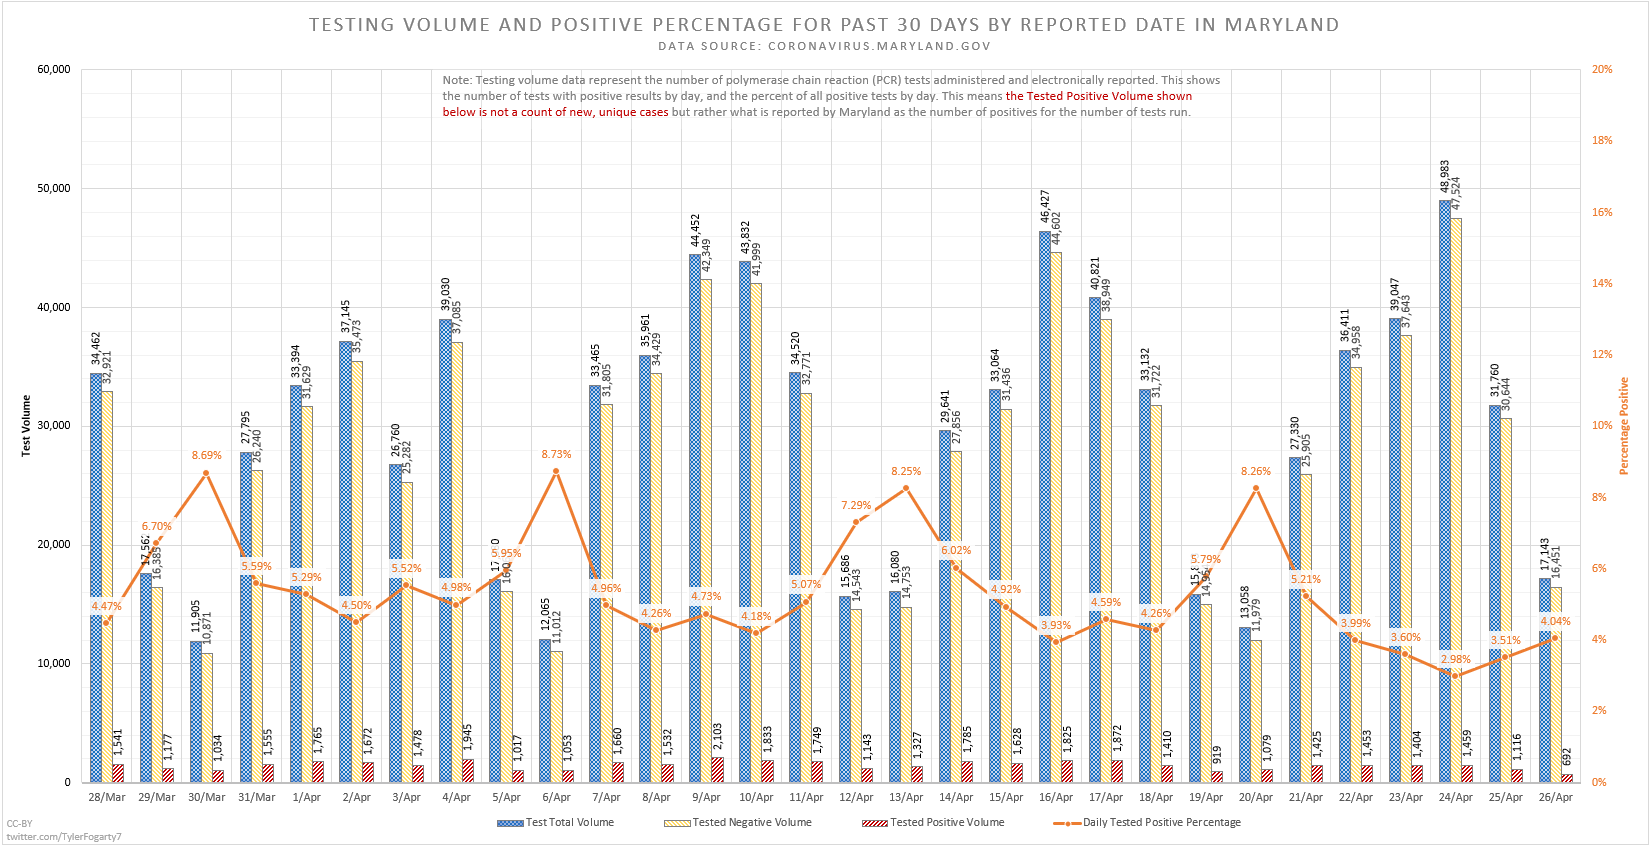 TESTING VOLUME AND POSITIVE PERCENTAGE FOR PAST 30 DAYS BY REPORTED DATE IN MARYLAND
DATA SOURCE: CORONAVIRUS.MARYLAND.GOV
Note: Testing volume data represent the number of polymerase chain reaction (PCR) tests administered and electronically reported. This shows
the number of tests with positive results by day, and the percent of all positive tests by day. This means the Tested Positive Volume shown
below is not a count of new, unique cases but rather what is reported by Maryland as the number of positives for the number of tests run.
Test Volume
60,000
50,000
40,000
30,000
20,000
10,000
0
Percentage Positive
20%
18%
16%
14%
12%
10%
8%
6%
4%
2%
0%
34,462 32,921 4.47% 1,541
16,385 6.70% 1,177
11,905 10,871 8.69% 1,034
27,795 26,240 5.59% 1,555
33,394 31,629 5.29% 1,765
37,145 35,473 4.50% 1,672
26,760 25,282 5.52% 1,478
39,030 37,085 4.98% 1,945
5.95% 1,017
12,065 11,012 8.73% 1,053
33,465 31,805 4.96% 1,660
35,961 34,429 4.26% 1,532
44,452 42,349 4.73% 2,103
43,832 41,999 4.18% 1,833
34,520 32,771 5.07% 1,749
15,686 14,543 7.29% 1,143
16,080 14,753 8.25% 1,327
29,641 27,856 6.02% 1,785
33,064 31,436 4.92% 1,628
46,427 44,602 3.93% 1,825
40,821 38,949 4.59% 1,872
33,132 31,722 4.26% 1,410
5.79% 919
13,058 11,979 8.26% 1,079
27,330 25,905 5.21% 1,425
36,411 34,958 3.99% 1,453
39,047 37,643 3.60% 1,404
48,983 47,524 2.98% 1,459
31,760 30,644 3.51% 1,116
17,143 16,451 4.04% 692
28/Mar 29/Mar 30/Mar 31/Mar 1/Apr 2/Apr 3/Apr 4/Apr 5/Apr 6/Apr 7/Apr 8/Apr 9/Apr 10/Apr 11/Apr 12/Apr 13/Apr 14/Apr 15/Apr 16/Apr 17/Apr 18/Apr 19/Apr 20/Apr 21/Apr 22/Apr 23/Apr 24/Apr 25/Apr 26/Apr
Test Total Volume Tested Negative Volume Tested Positive Volume Daily Tested Positive Percentage
CC-BY
twitter.com/TylerFogarty7